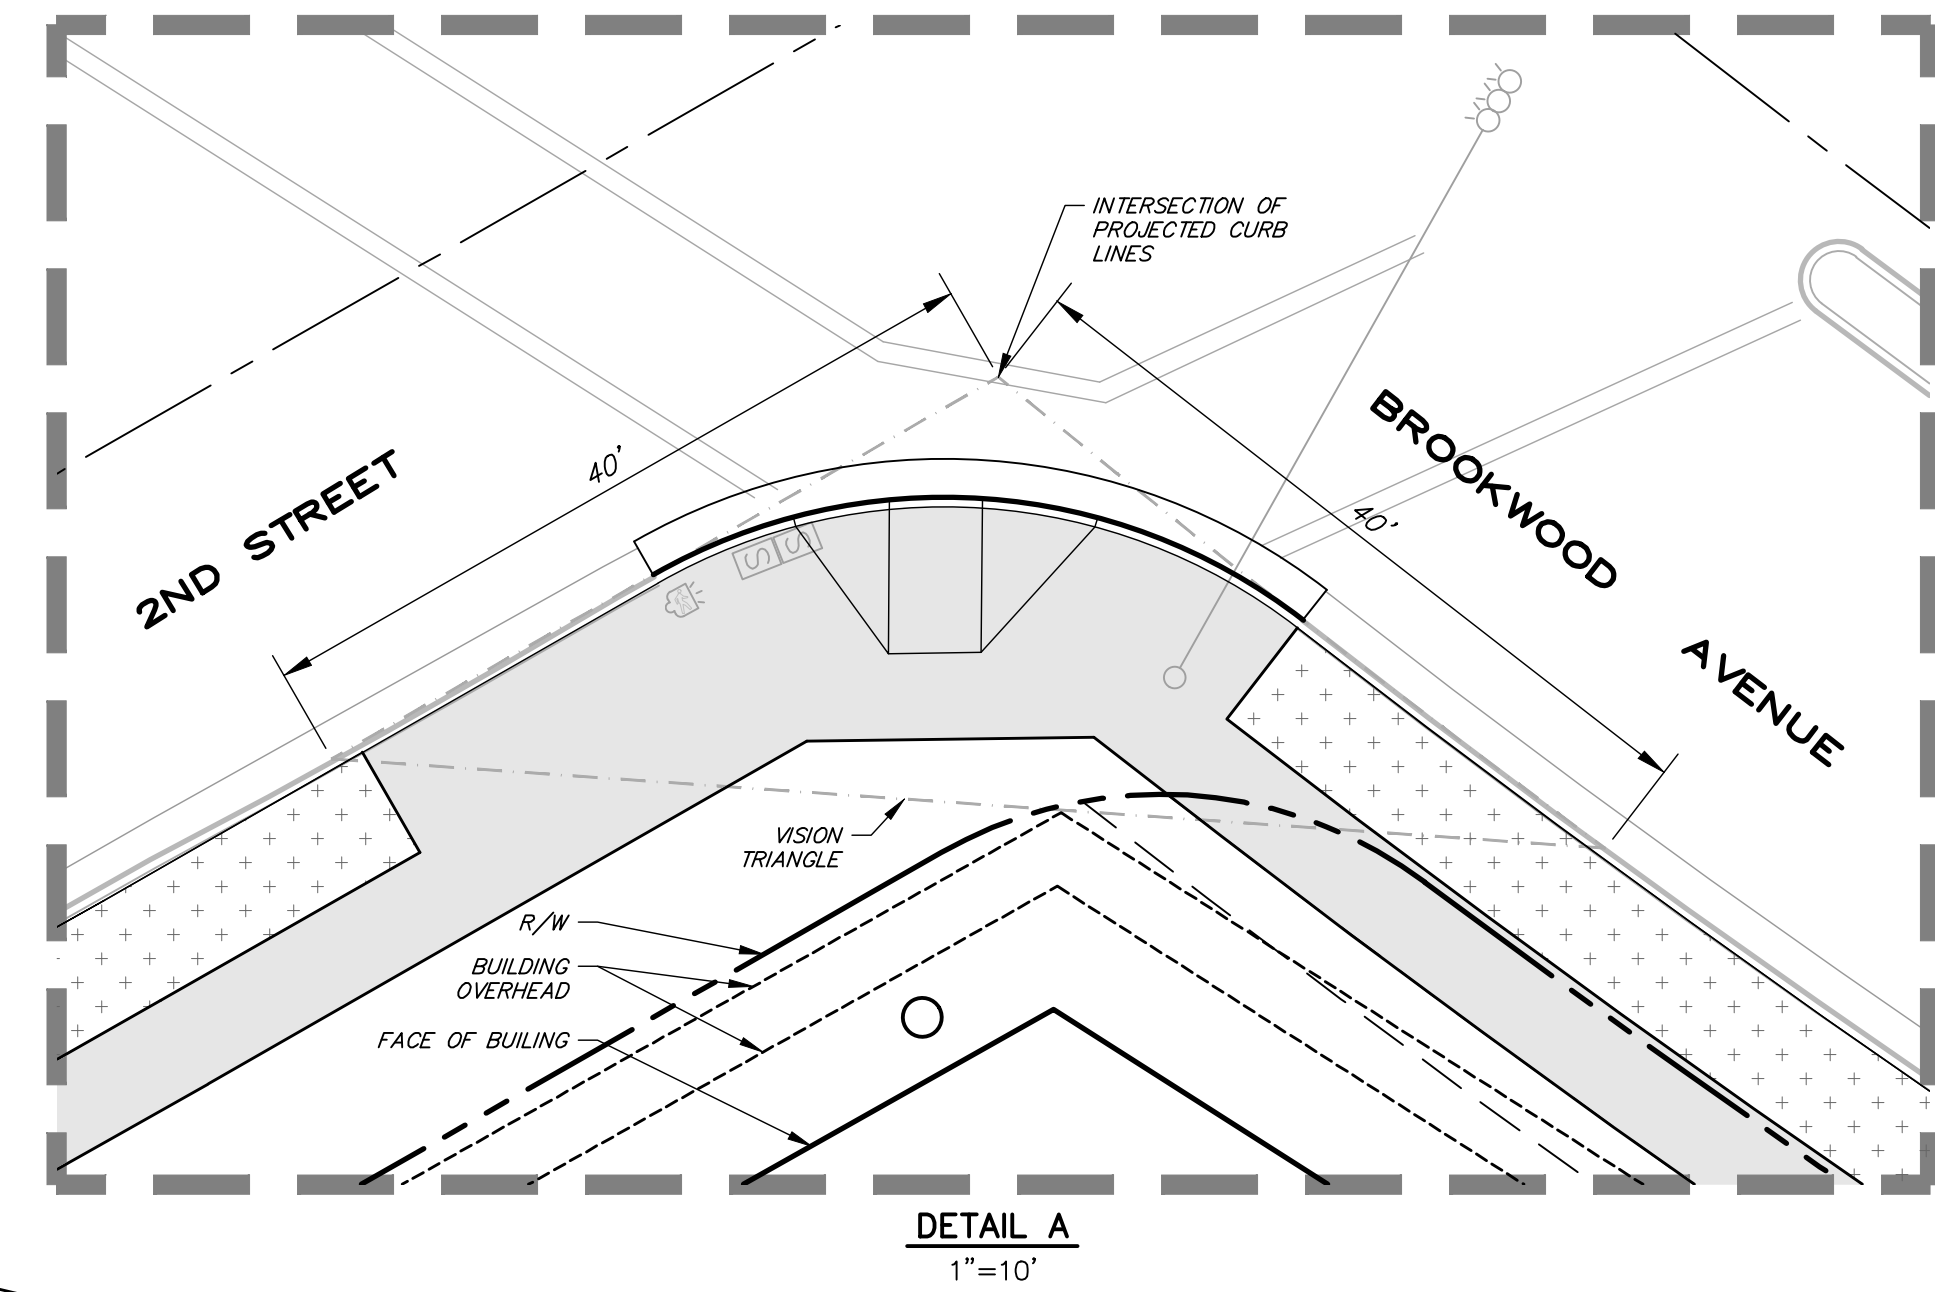 INTERSECTION OF
PROJECTED CURB
LINES
40'
40'
2ND STREET
BROOKWOOD
AVENUE
S S
VISION
TRIANGLE
R/W
BUILDING
OVERHEAD
FACE OF BUILING
DETAIL A
1"=10'